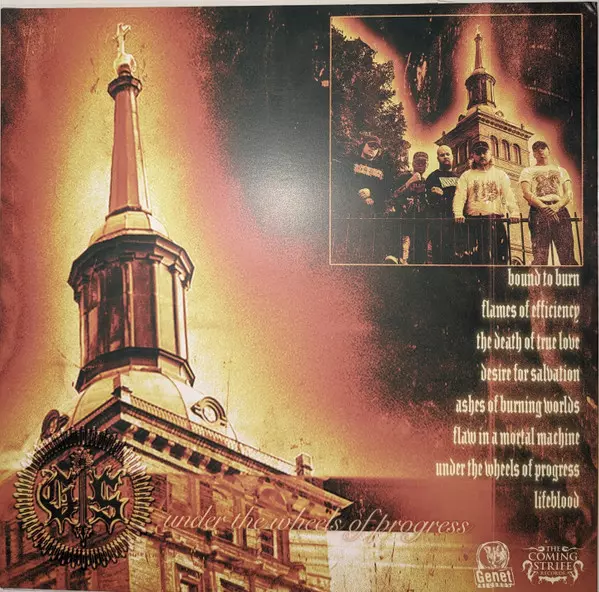 bound to burn
flames of efficiency
the death of true love
desire for salvation
ashes of burning worlds
flaw in a mortal machine
under the wheels of progress
lifeblood
GTS
under the wheels of progress
Genet
RECORDS
THE
COMING
STRIFE
RECORDS